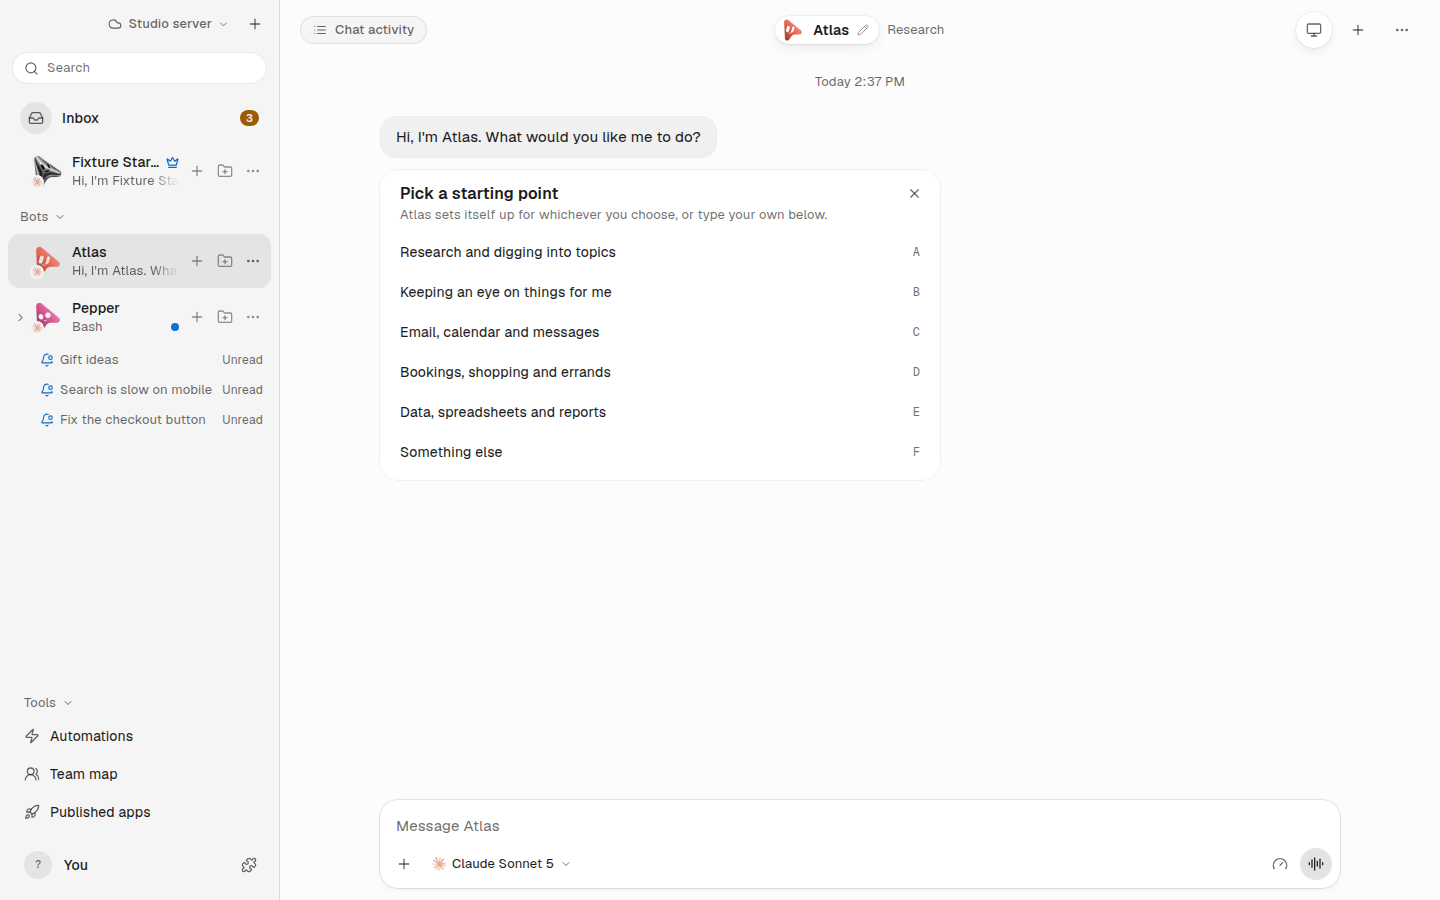 Studio server
Search
Inbox
3
Fixture Star...
Hi, I'm Fixture Sta
Bots
Atlas
Hi, I'm Atlas. Wha
Pepper
Bash
Gift ideas Unread
Search is slow on mobile Unread
Fix the checkout button Unread
Tools
Automations
Team map
Published apps
? You
Chat activity
Atlas
Research
Today 2:37 PM
Hi, I'm Atlas. What would you like me to do?
Pick a starting point
Atlas sets itself up for whichever you choose, or type your own below.
Research and digging into topics A
Keeping an eye on things for me B
Email, calendar and messages C
Bookings, shopping and errands D
Data, spreadsheets and reports E
Something else F
Message Atlas
Claude Sonnet 5